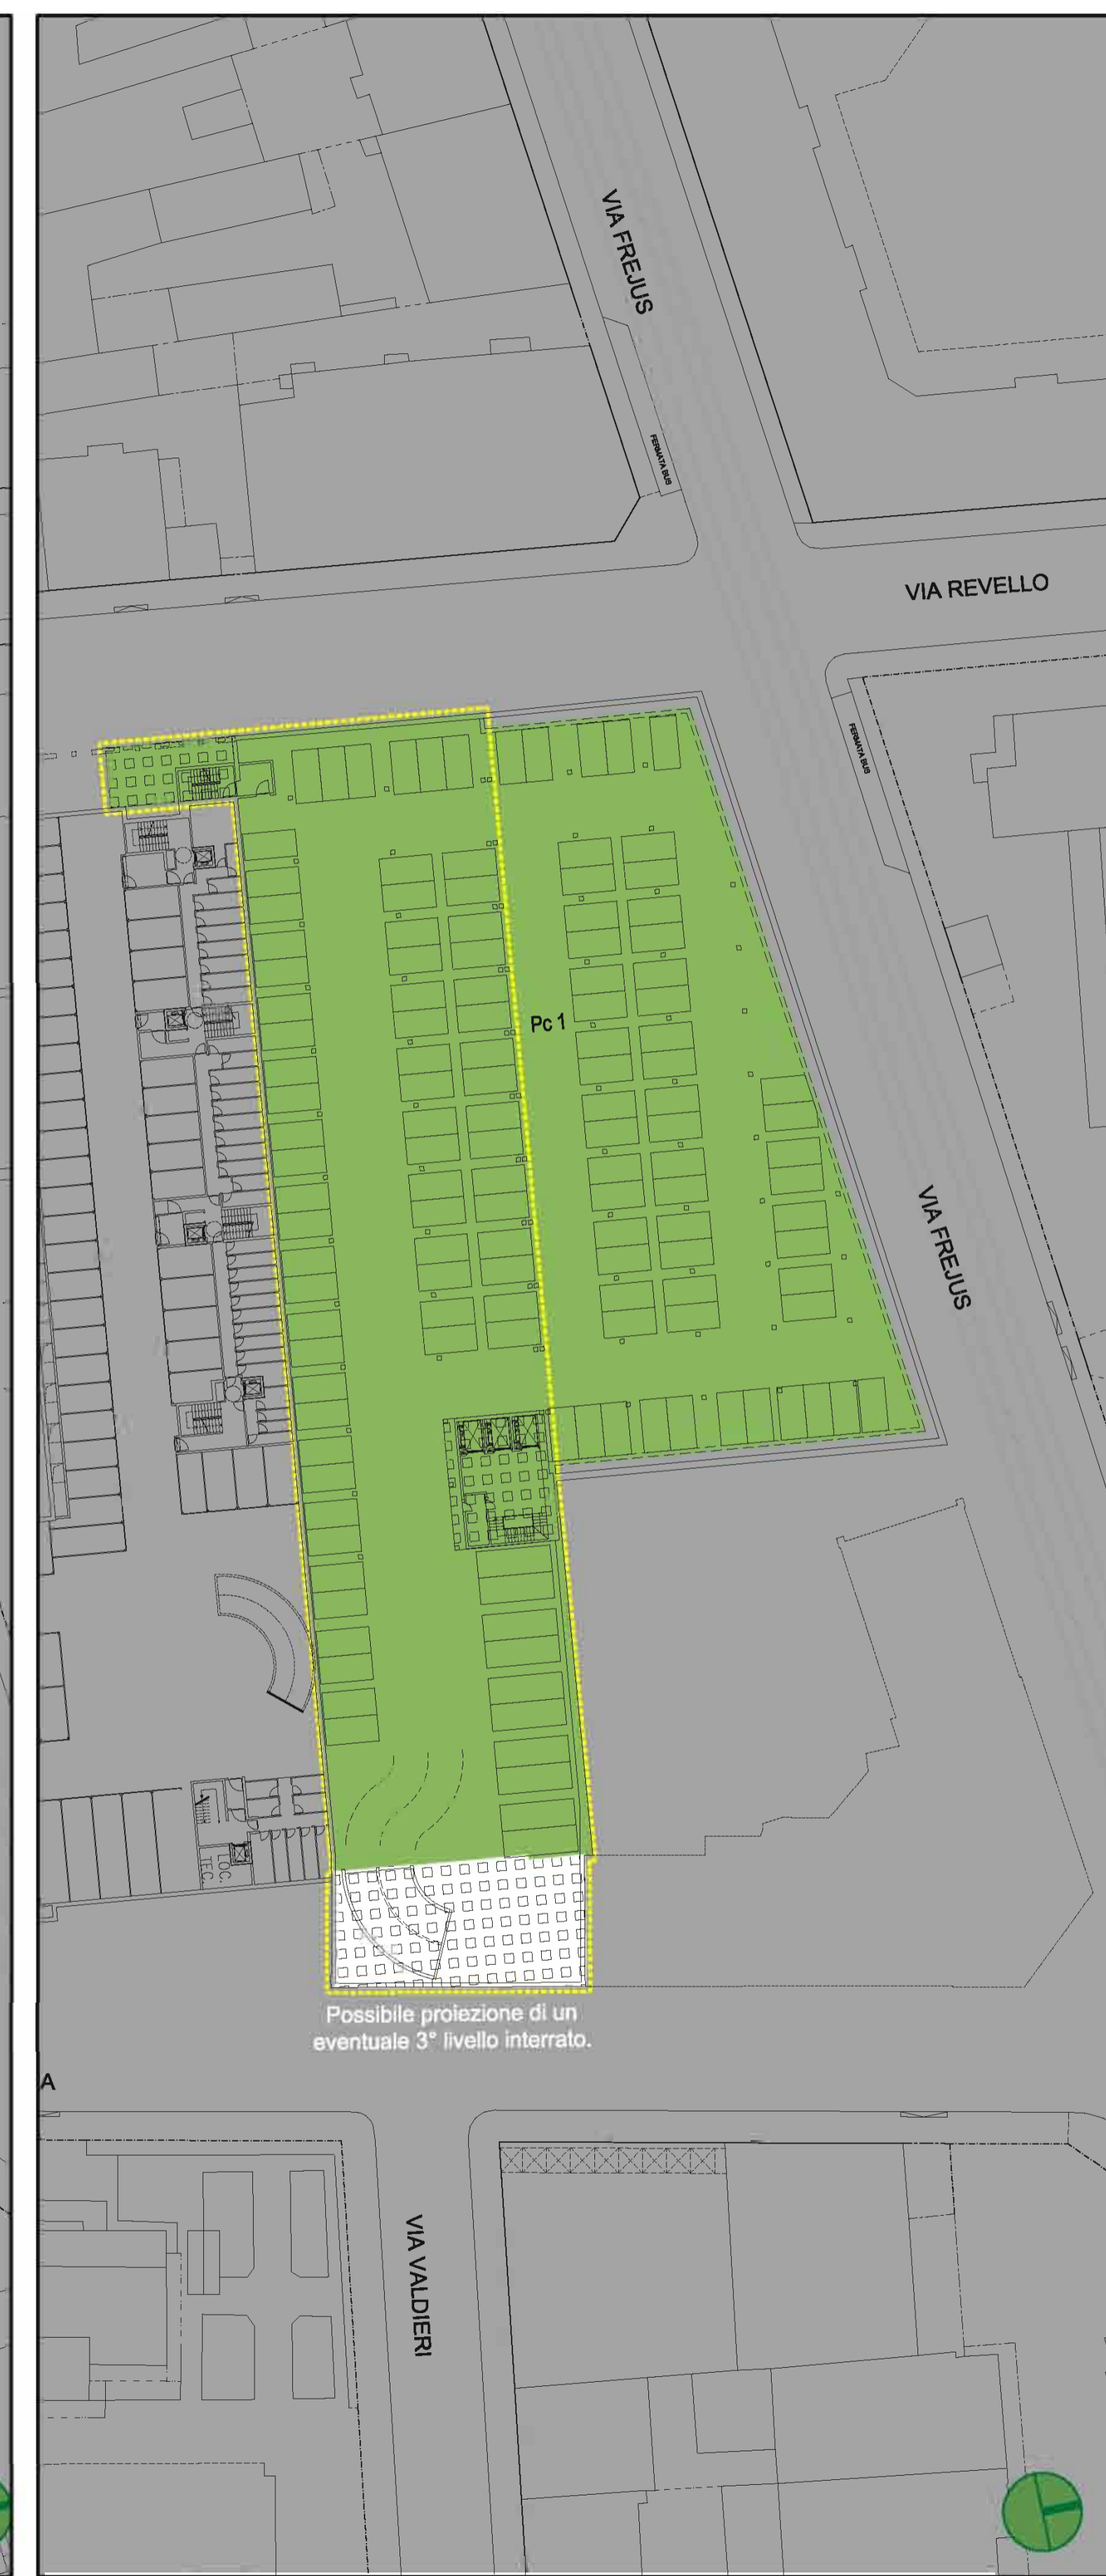 VIA FREJUS
FERMATA BUS
VIA REVELLO
FERMATA BUS
Pc 1
VIA FREJUS
LOC.
TEC.
Possibile proiezione di un
eventuale 3° livello interrato.
A
VIA VALDIERI